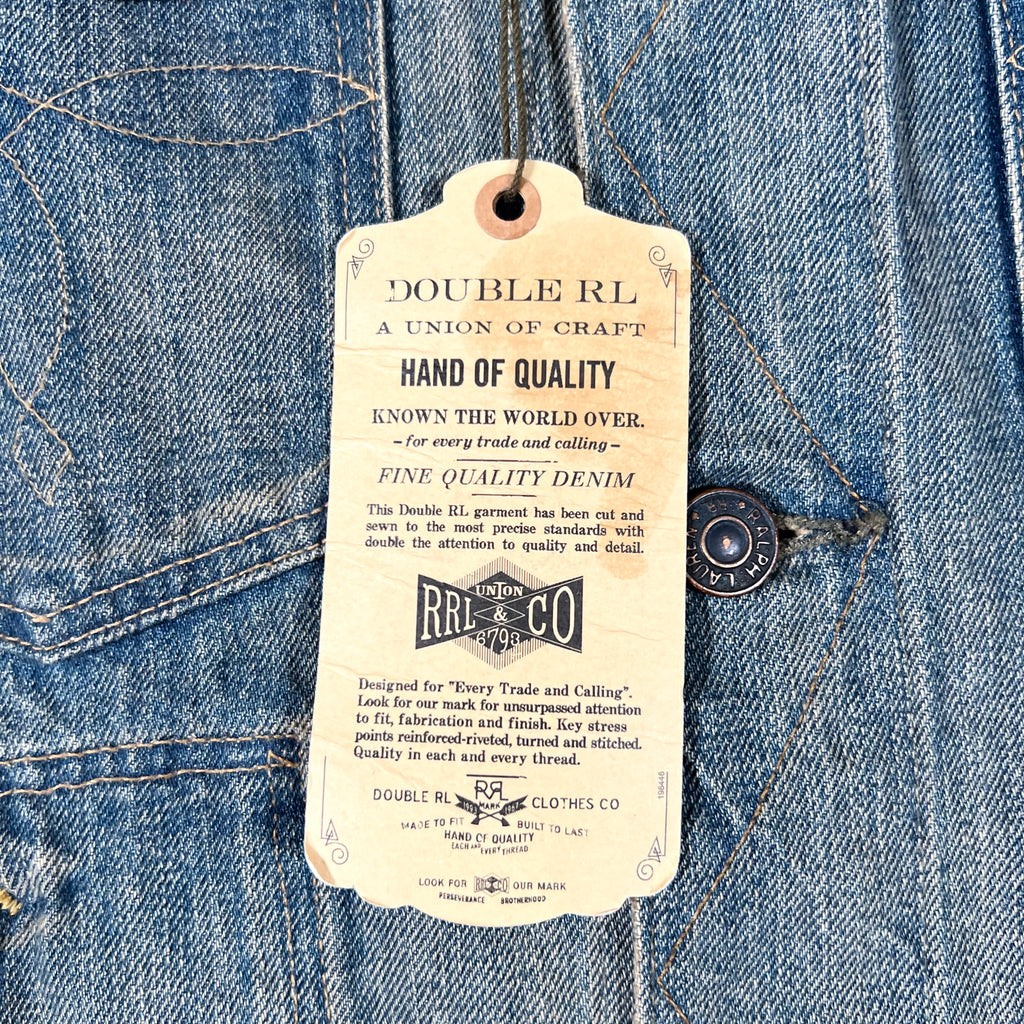 DOUBLE RL
A UNION OF CRAFT
HAND OF QUALITY
KNOWN THE WORLD OVER.
–for every trade and calling–
FINE QUALITY DENIM
This Double RL garment has been cut and
sewn to the most precise standards with
double the attention to quality and detail.
UNION
RRL & CO
6793
Designed for "Every Trade and Calling".
Look for our mark for unsurpassed attention
to fit, fabrication and finish. Key stress
points reinforced-riveted, turned and stitched.
Quality in each and every thread.
RRL
DOUBLE RL MARK CLOTHES CO
MADE TO FIT BUILT TO LAST
HAND OF QUALITY
EACH AND EVERY THREAD
LOOK FOR RRL&CO OUR MARK
PERSEVERANCE BROTHERHOOD
196446
RALPH LAUREN